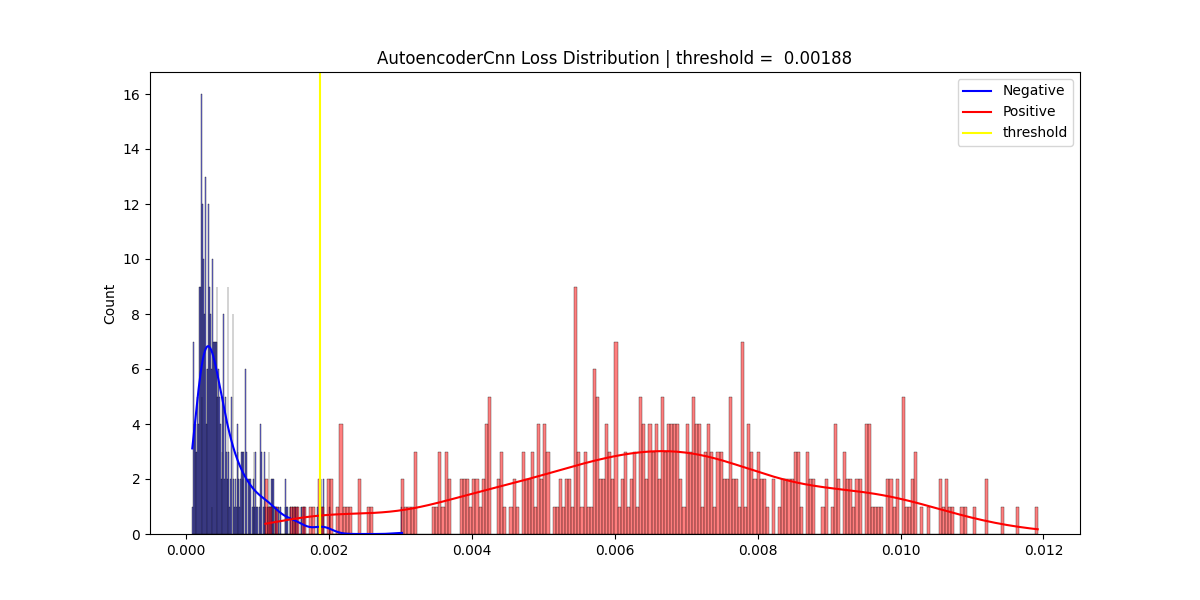 AutoencoderCnn Loss Distribution | threshold =  0.00188
Negative
Positive
threshold
Count
16
14
12
10
8
6
4
2
0
0.000 0.002 0.004 0.006 0.008 0.010 0.012